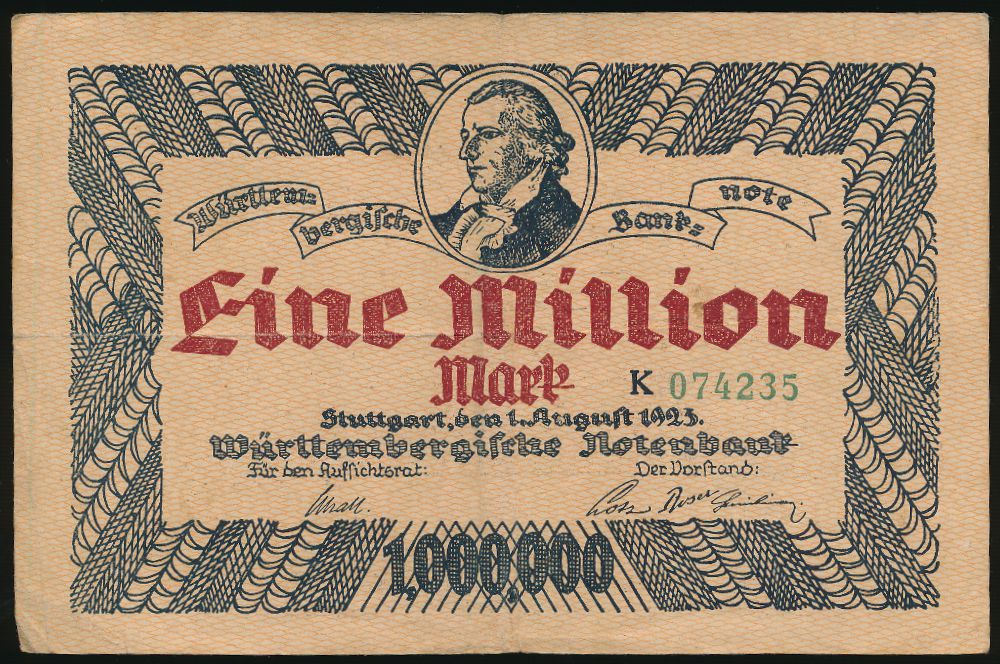 Württem=
bergische
Bank=
note
Eine Million
Mark
K 074235
Stuttgart, den 1. August 1923.
Württembergische Notenbank
Für den Aufsichtsrat:
Der Vorstand:
1,000,000